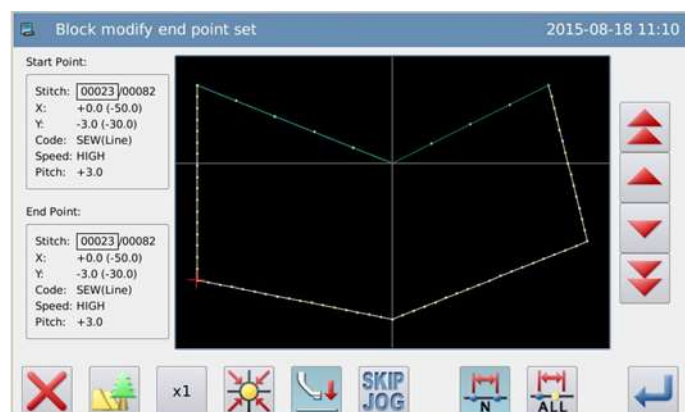 Block modify end point set 2015-08-18 11:10
Start Point:
Stitch: 00023/00082
X: +0.0 (-50.0)
Y: -3.0 (-30.0)
Code: SEW(Line)
Speed: HIGH
Pitch: +3.0
End Point:
Stitch: 00023/00082
X: +0.0 (-50.0)
Y: -3.0 (-30.0)
Code: SEW(Line)
Speed: HIGH
Pitch: +3.0
x1 SKIP JOG N ALL